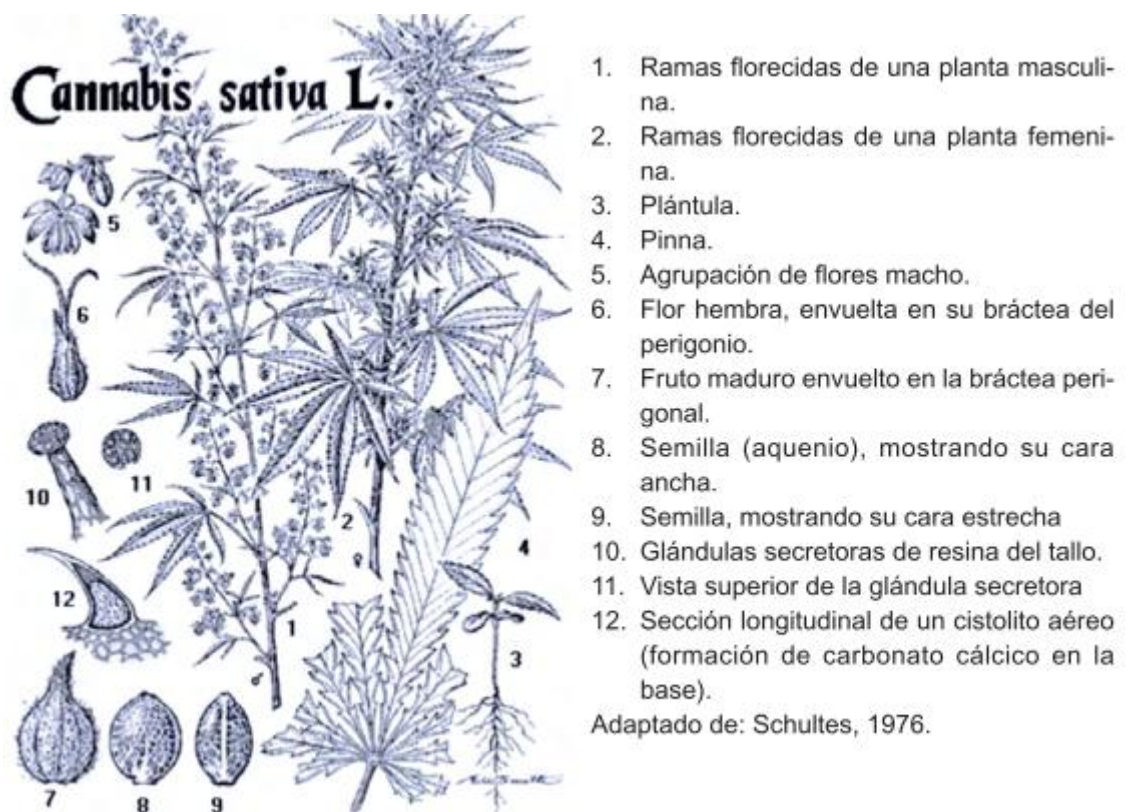 Cannabis sativa L.
5
6
10
11
12
2
4
1
3
7
8
9
1. Ramas florecidas de una planta masculi-
na.
2. Ramas florecidas de una planta femeni-
na.
3. Plántula.
4. Pinna.
5. Agrupación de flores macho.
6. Flor hembra, envuelta en su bráctea del
perigonio.
7. Fruto maduro envuelto en la bráctea peri-
gonal.
8. Semilla (aquenio), mostrando su cara
ancha.
9. Semilla, mostrando su cara estrecha
10. Glándulas secretoras de resina del tallo.
11. Vista superior de la glándula secretora
12. Sección longitudinal de un cistolito aéreo
(formación de carbonato cálcico en la
base).
Adaptado de: Schultes, 1976.